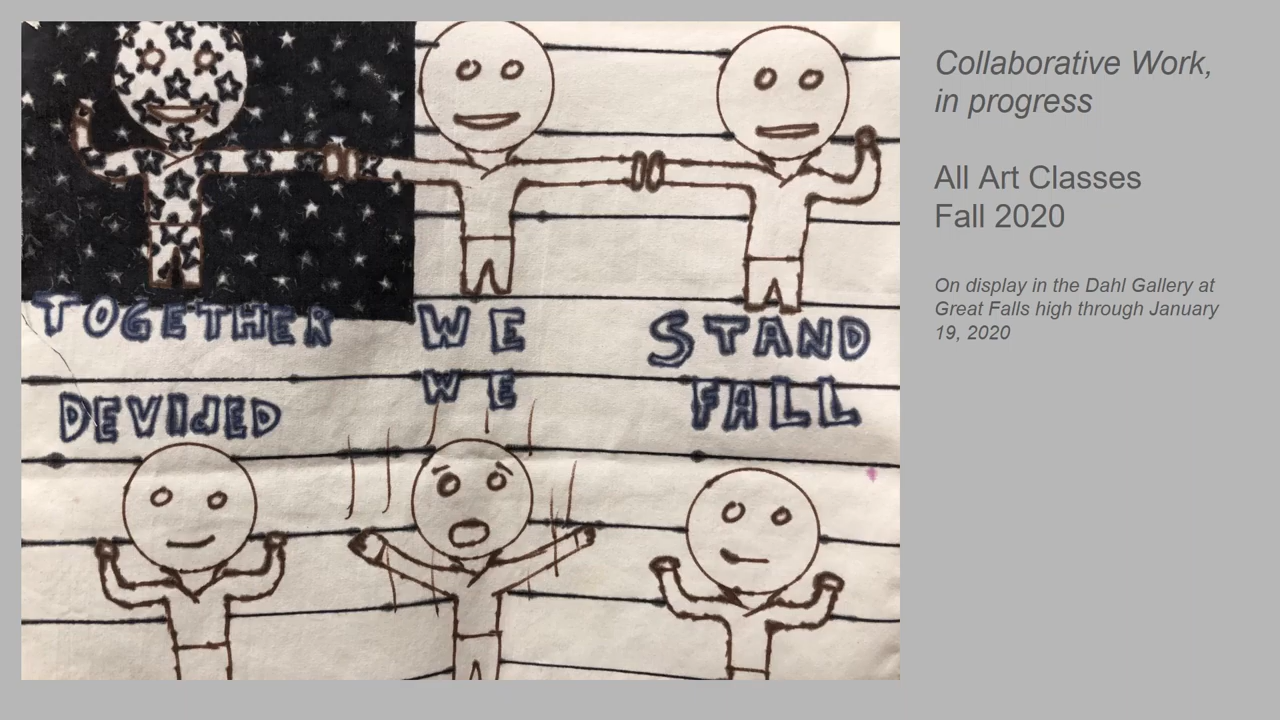 TOGETHER WE STAND
DEVIdED WE FALL
Collaborative Work,
in progress
All Art Classes
Fall 2020
On display in the Dahl Gallery at
Great Falls high through January
19, 2020